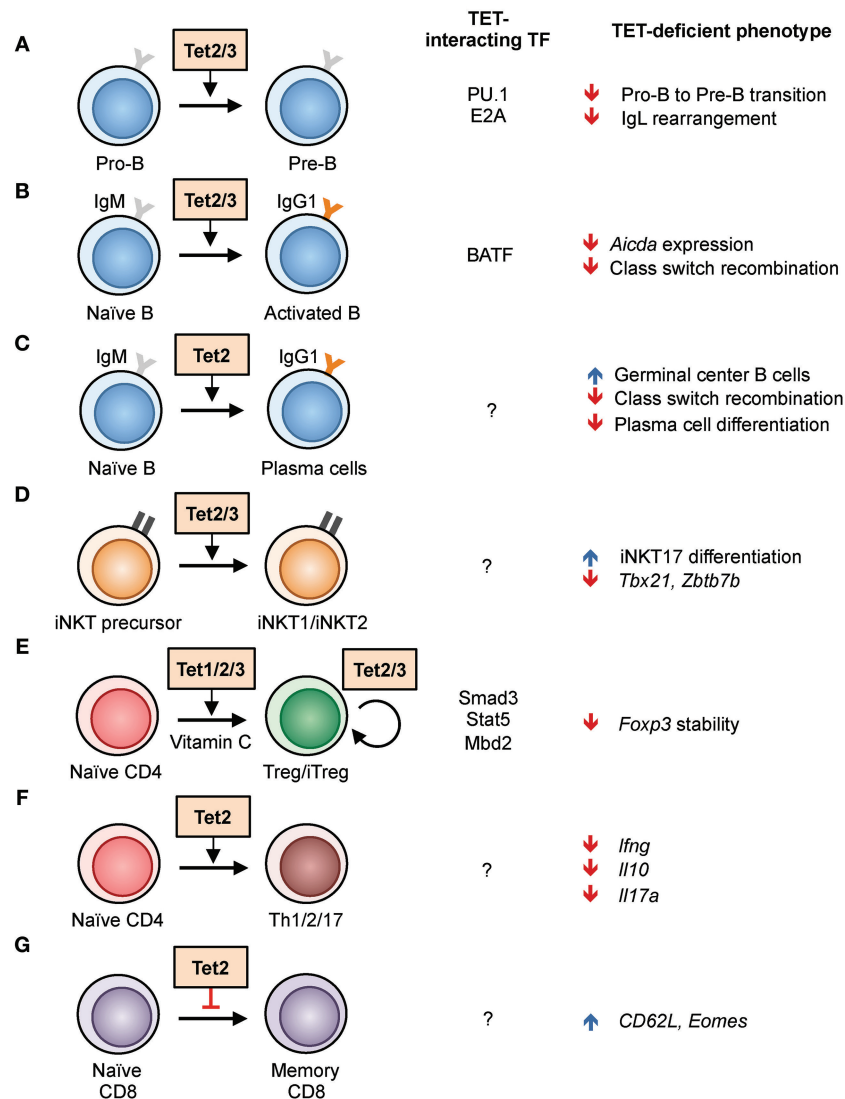 TET-
interacting TF
TET-deficient phenotype
A
Tet2/3
Pro-B
Pre-B
PU.1
E2A
Pro-B to Pre-B transition
IgL rearrangement
B
IgM
Tet2/3
IgG1
Naïve B
Activated B
BATF
Aicda expression
Class switch recombination
C
IgM
Tet2
IgG1
Naïve B
Plasma cells
?
Germinal center B cells
Class switch recombination
Plasma cell differentiation
D
Tet2/3
iNKT precursor
iNKT1/iNKT2
?
iNKT17 differentiation
Tbx21, Zbtb7b
E
Tet1/2/3
Tet2/3
Vitamin C
Naïve CD4
Treg/iTreg
Smad3
Stat5
Mbd2
Foxp3 stability
F
Tet2
Naïve CD4
Th1/2/17
?
Ifng
Il10
Il17a
G
Tet2
Naïve
CD8
Memory
CD8
?
CD62L, Eomes